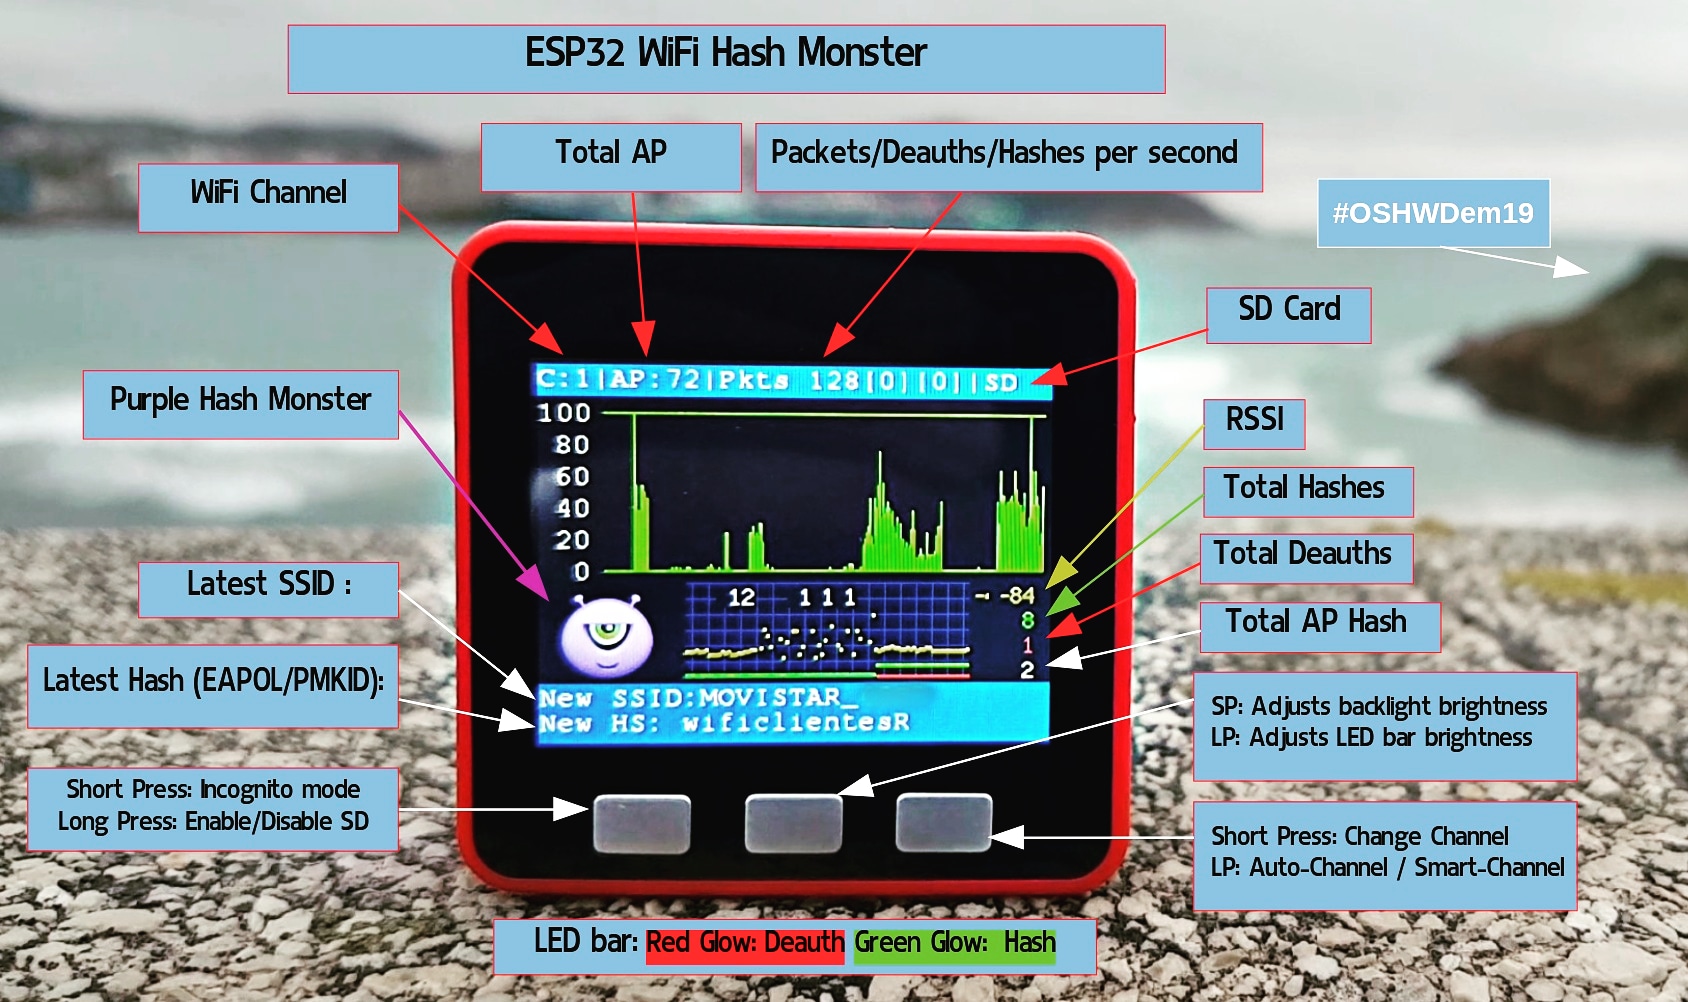 ESP32 WiFi Hash Monster
Total AP
Packets/Deauths/Hashes per second
WiFi Channel
#OSHWDem19
SD Card
Purple Hash Monster
C:1|AP:72|Pkts 128[0][0]|SD
100
80
60
40
20
0
RSSI
Total Hashes
Total Deauths
Total AP Hash
Latest SSID :
Latest Hash (EAPOL/PMKID):
12 1 1 1
-84
8
1
2
New SSID:MOVISTAR_
New HS: wificlientesR
SP: Adjusts backlight brightness
LP: Adjusts LED bar brightness
Short Press: Incognito mode
Long Press: Enable/Disable SD
Short Press: Change Channel
LP: Auto-Channel / Smart-Channel
LED bar: Red Glow: Deauth Green Glow: Hash